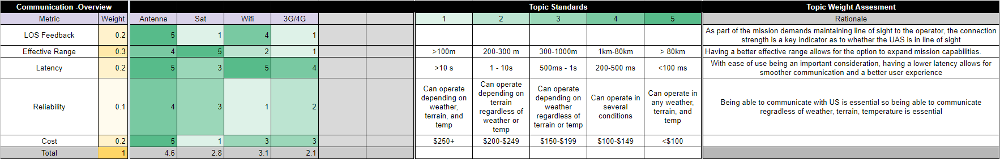 Communication -Overview Topic Standards Topic Weight Assesment
Metric Weight Antenna Sat Wifi 3G/4G 1 2 3 4 5 Rationale
LOS Feedback 0.2 5 1 4 1 As part of the mission demands maintaining line of sight to the operator, the connection
strength is a key indicator as to whether the UAS is in line of sight
Effective Range 0.3 4 5 2 1 >100m 200-300 m 300-1000m 1km-80km > 80km Having a better effective range allows for the option to expand mission capabilities.
Latency 0.2 5 3 5 4 >10 s 1 - 10s 500ms - 1s 200-500 ms <100 ms With ease of use being an important consideration, having a lower latency allows for
smoother communication and a better user experience
Reliability 0.1 4 3 1 2
Can operate
depending on
weather,
terrain, and
temp
Can operate
depending on
terrain
regardless of
weather or
temp
Can operate
depending on
weather
regardless of
terrain or temp
Can operate in
several
conditions
Can operate in
any weather,
terrain, and
temp
Being able to communicate with US is essential so being able to communicate
regradless of weather, terrain, temperature is essential
Cost 0.2 5 1 3 3 $250+ $200-$249 $150-$199 $100-$149 <$100
Total 1 4.6 2.8 3.1 2.1